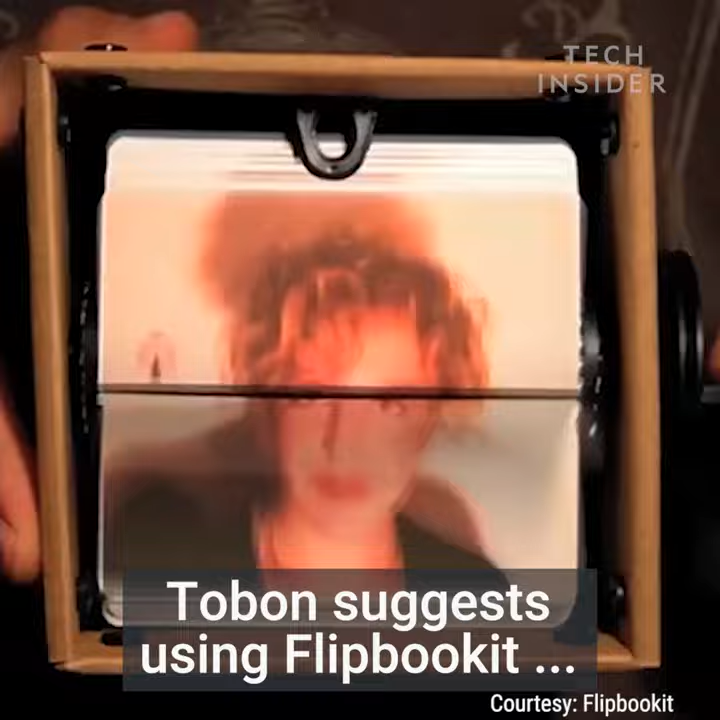 TECH
INSIDER
Tobon suggests
using Flipbookit ...
Courtesy: Flipbookit